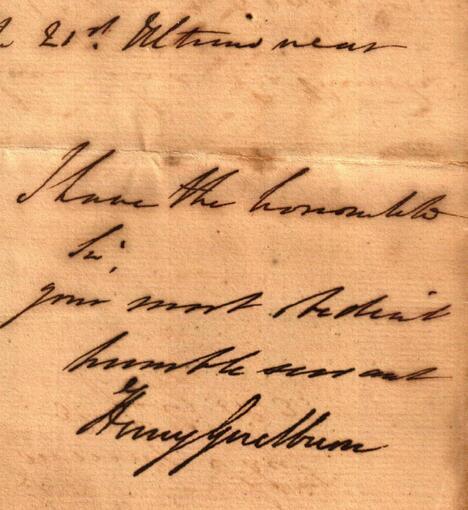 21st. Ultimo near
I have the honor to be
Sir,
your most obedient
humble servant
Henry Goulburn